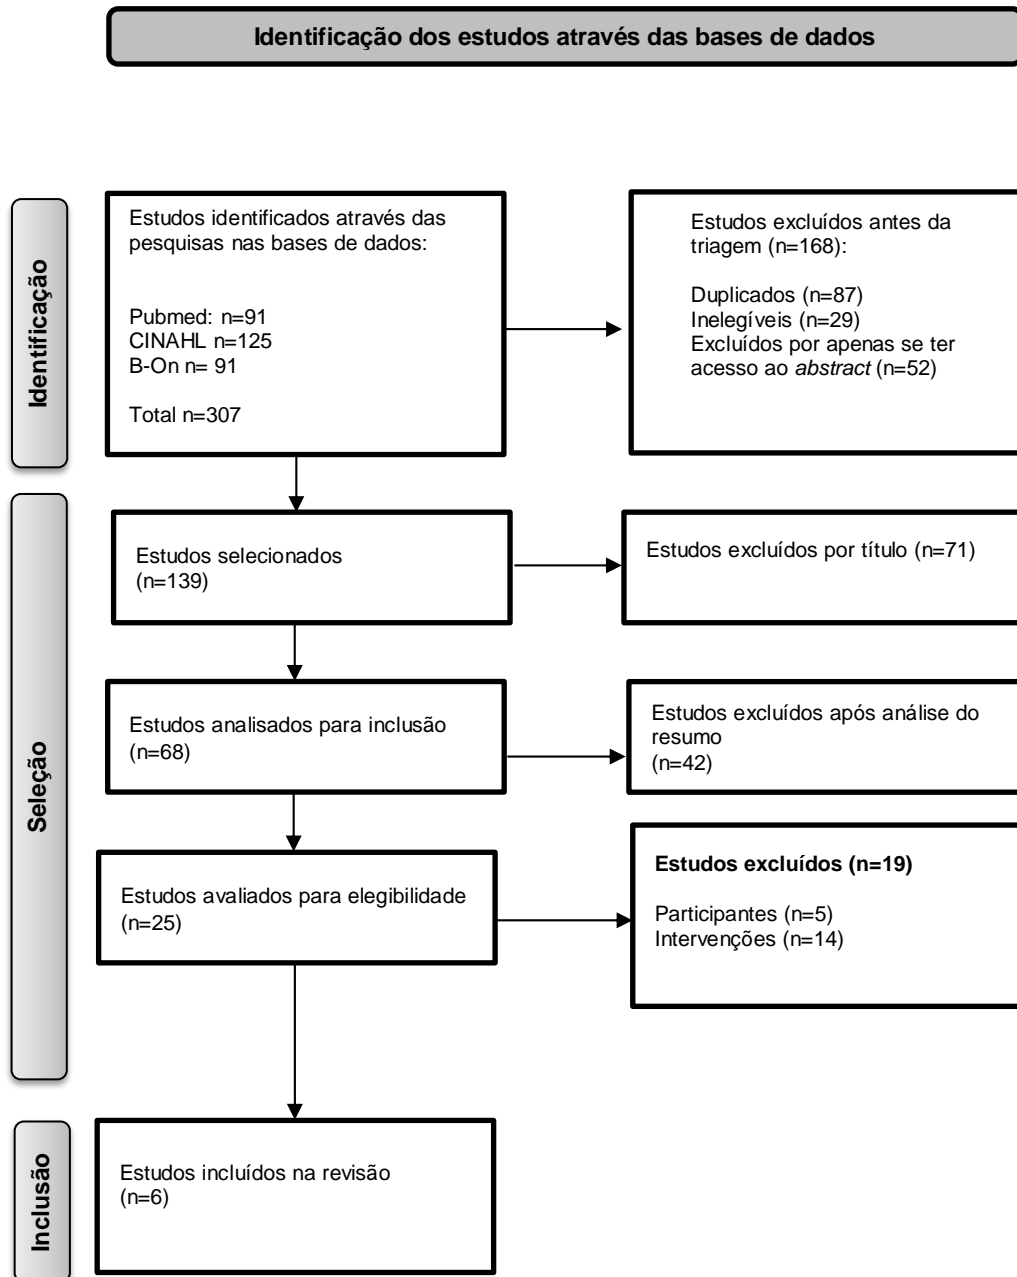 Identificação dos estudos através das bases de dados
Identificação
Estudos identificados através das
pesquisas nas bases de dados:
Pubmed: n=91
CINAHL n=125
B-On n= 91
Total n=307
Estudos excluídos antes da
triagem (n=168):
Duplicados (n=87)
Inelegíveis (n=29)
Excluídos por apenas se ter
acesso ao abstract (n=52)
Seleção
Estudos selecionados
(n=139)
Estudos excluídos por título (n=71)
Estudos analisados para inclusão
(n=68)
Estudos excluídos após análise do
resumo
(n=42)
Estudos avaliados para elegibilidade
(n=25)
Estudos excluídos (n=19)
Participantes (n=5)
Intervenções (n=14)
Inclusão
Estudos incluídos na revisão
(n=6)